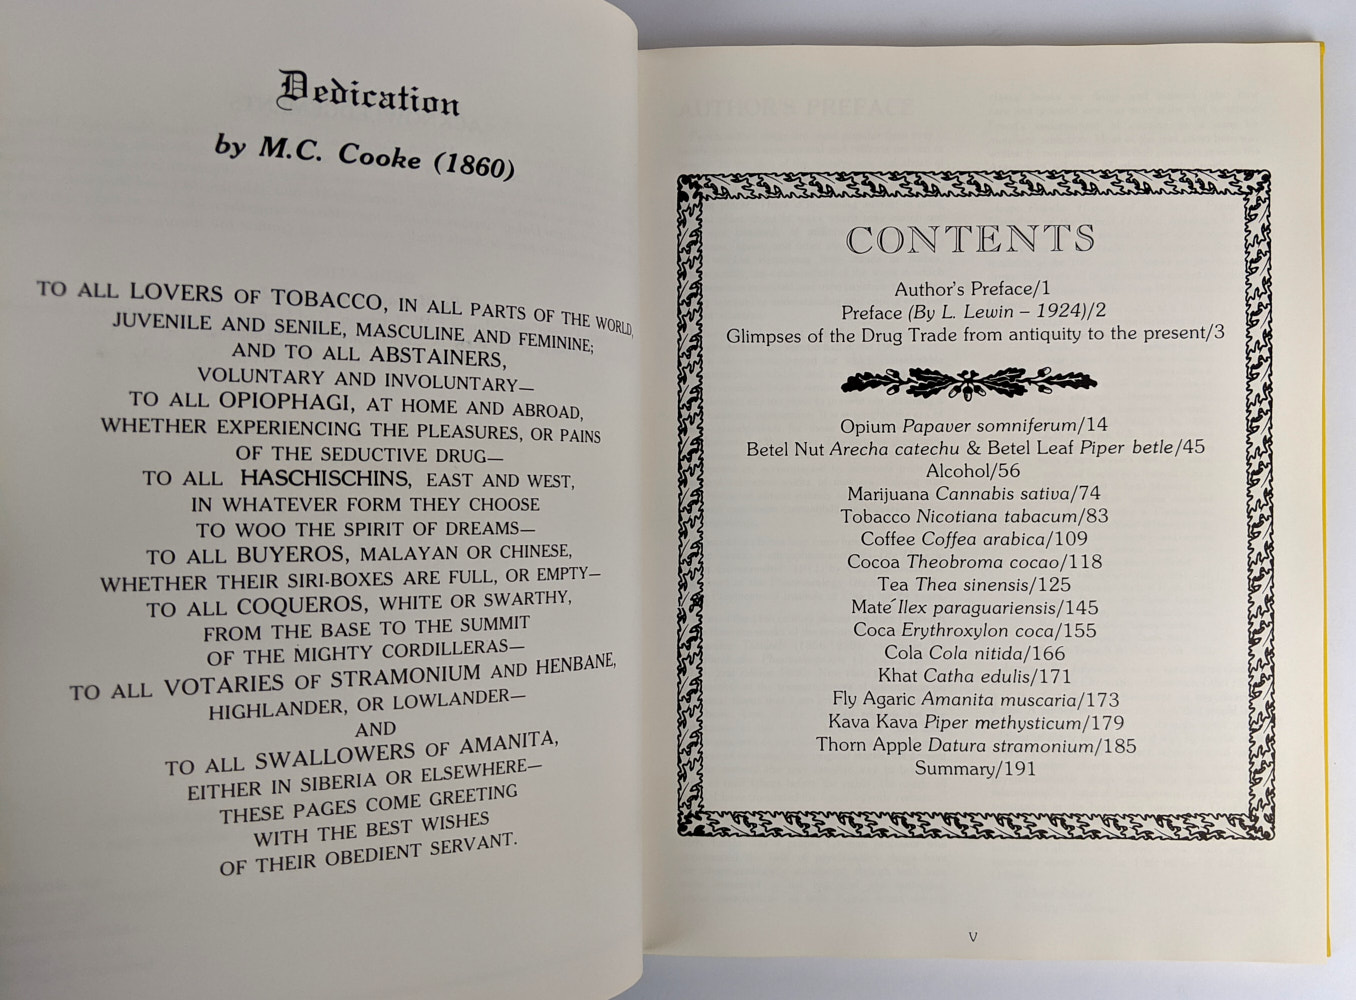 Dedication
by M.C. Cooke (1860)
TO ALL LOVERS OF TOBACCO, IN ALL PARTS OF THE WORLD,
JUVENILE AND SENILE, MASCULINE AND FEMININE;
AND TO ALL ABSTAINERS,
VOLUNTARY AND INVOLUNTARY—
TO ALL OPIOPHAGI, AT HOME AND ABROAD,
WHETHER EXPERIENCING THE PLEASURES, OR PAINS
OF THE SEDUCTIVE DRUG—
TO ALL HASCHISCHINS, EAST AND WEST,
IN WHATEVER FORM THEY CHOOSE
TO WOO THE SPIRIT OF DREAMS—
TO ALL BUYEROS, MALAYAN OR CHINESE,
WHETHER THEIR SIRI-BOXES ARE FULL, OR EMPTY—
TO ALL COQUEROS, WHITE OR SWARTHY,
FROM THE BASE TO THE SUMMIT
OF THE MIGHTY CORDILLERAS—
TO ALL VOTARIES OF STRAMONIUM AND HENBANE,
HIGHLANDER, OR LOWLANDER—
AND
TO ALL SWALLOWERS OF AMANITA,
EITHER IN SIBERIA OR ELSEWHERE—
THESE PAGES COME GREETING
WITH THE BEST WISHES
OF THEIR OBEDIENT SERVANT.
AUTHOR'S PREFACE
CONTENTS
Author's Preface/1
Preface (By L. Lewin – 1924)/2
Glimpses of the Drug Trade from antiquity to the present/3
Opium Papaver somniferum/14
Betel Nut Arecha catechu & Betel Leaf Piper betle/45
Alcohol/56
Marijuana Cannabis sativa/74
Tobacco Nicotiana tabacum/83
Coffee Coffea arabica/109
Cocoa Theobroma cocao/118
Tea Thea sinensis/125
Mate´ Ilex paraguariensis/145
Coca Erythroxylon coca/155
Cola Cola nitida/166
Khat Catha edulis/171
Fly Agaric Amanita muscaria/173
Kava Kava Piper methysticum/179
Thorn Apple Datura stramonium/185
Summary/191
V